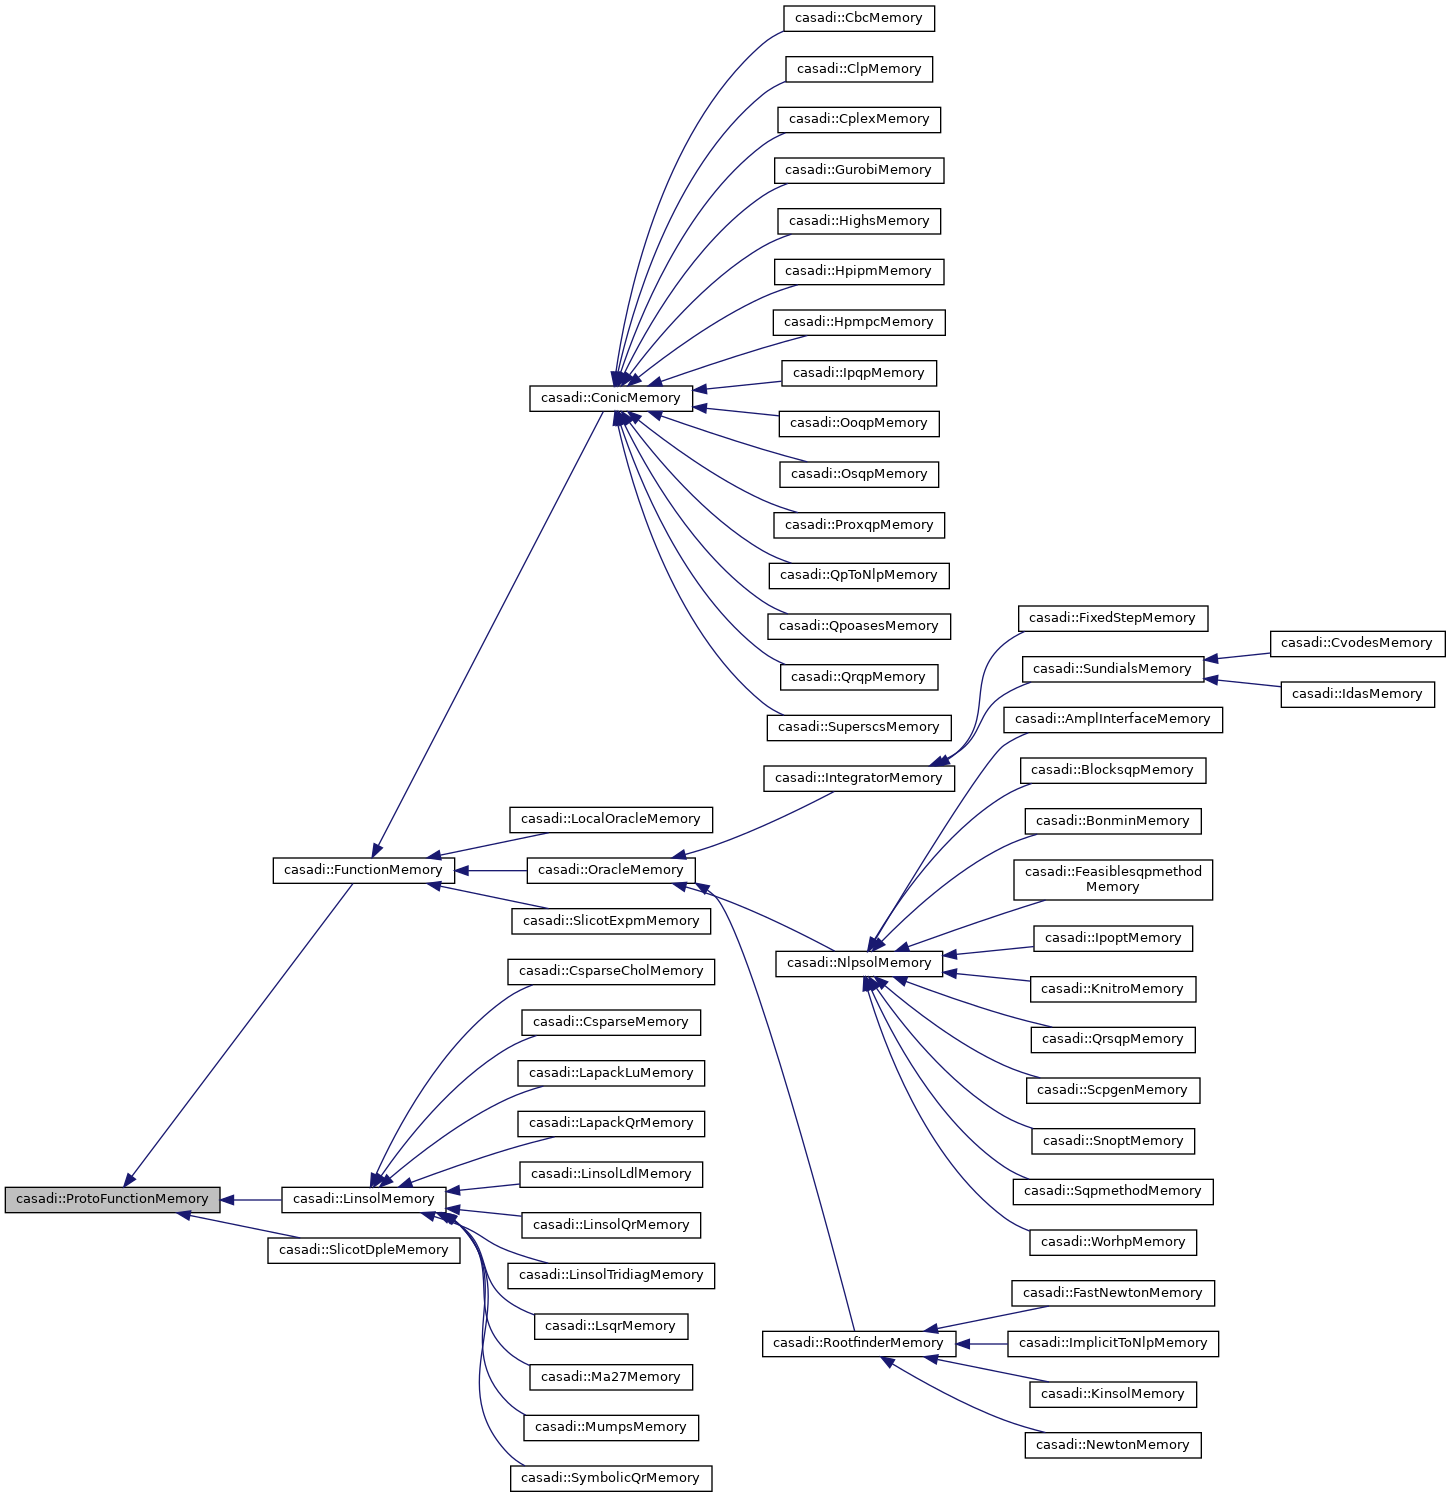 casadi::CbcMemory
casadi::ClpMemory
casadi::CplexMemory
casadi::GurobiMemory
casadi::HighsMemory
casadi::HpipmMemory
casadi::HpmpcMemory
casadi::IpqpMemory
casadi::ConicMemory
casadi::OoqpMemory
casadi::OsqpMemory
casadi::ProxqpMemory
casadi::QpToNlpMemory
casadi::FixedStepMemory
casadi::QpoasesMemory
casadi::CvodesMemory
casadi::SundialsMemory
casadi::QrqpMemory
casadi::IdasMemory
casadi::AmplInterfaceMemory
casadi::SuperscsMemory
casadi::BlocksqpMemory
casadi::IntegratorMemory
casadi::LocalOracleMemory
casadi::BonminMemory
casadi::FunctionMemory
casadi::OracleMemory
casadi::Feasiblesqpmethod
Memory
casadi::SlicotExpmMemory
casadi::IpoptMemory
casadi::NlpsolMemory
casadi::CsparseCholMemory
casadi::KnitroMemory
casadi::CsparseMemory
casadi::QrsqpMemory
casadi::LapackLuMemory
casadi::ScpgenMemory
casadi::LapackQrMemory
casadi::SnoptMemory
casadi::LinsolLdlMemory
casadi::SqpmethodMemory
casadi::ProtoFunctionMemory
casadi::LinsolMemory
casadi::LinsolQrMemory
casadi::WorhpMemory
casadi::SlicotDpleMemory
casadi::LinsolTridiagMemory
casadi::FastNewtonMemory
casadi::LsqrMemory
casadi::RootfinderMemory
casadi::ImplicitToNlpMemory
casadi::Ma27Memory
casadi::KinsolMemory
casadi::MumpsMemory
casadi::NewtonMemory
casadi::SymbolicQrMemory